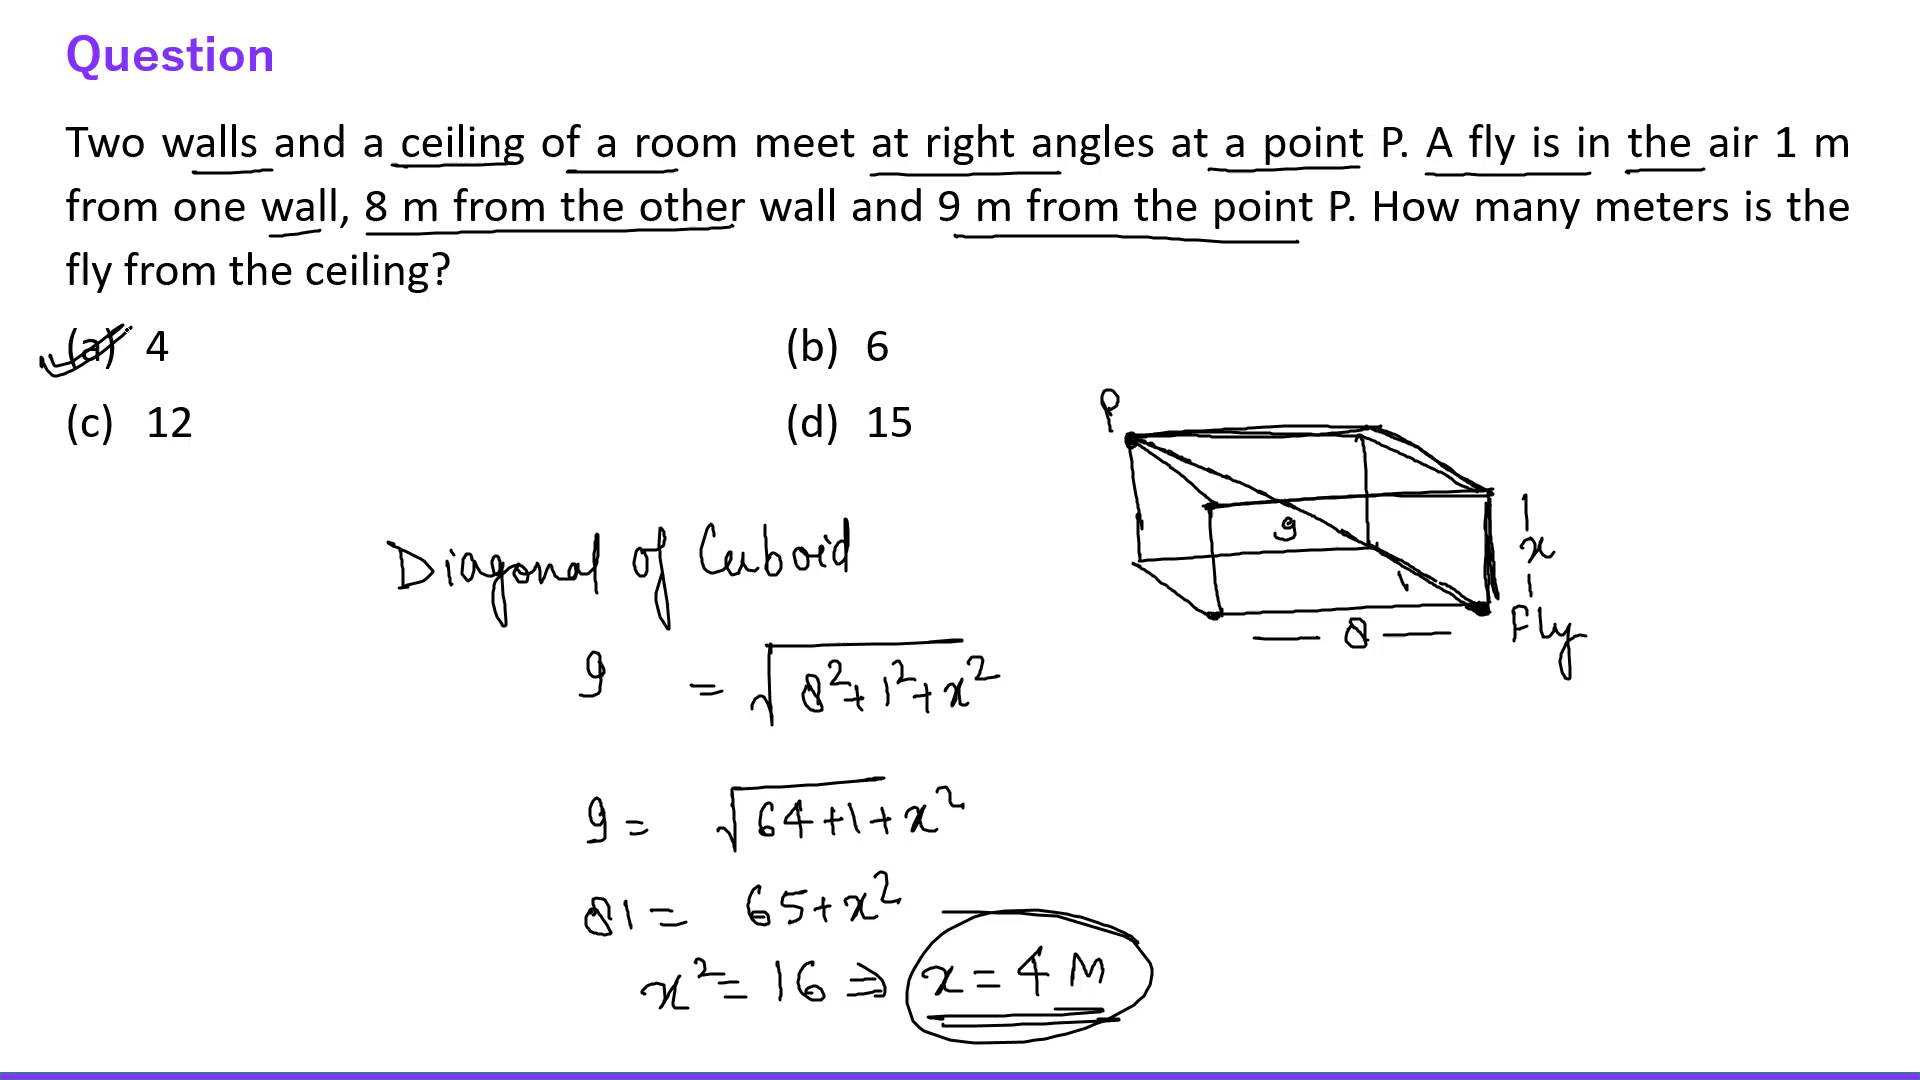 Question
Two walls and a ceiling of a room meet at right angles at a point P. A fly is in the air 1 m
from one wall, 8 m from the other wall and 9 m from the point P. How many meters is the
fly from the ceiling?
(a) 4
(b) 6
(c) 12
(d) 15
P
9
x
1
Fly
8
Diagonal of Cuboid
9 = √8²+1²+x²
9 = √64+1+x²
81 = 65+x²
x² = 16 ⇒ x = 4 M